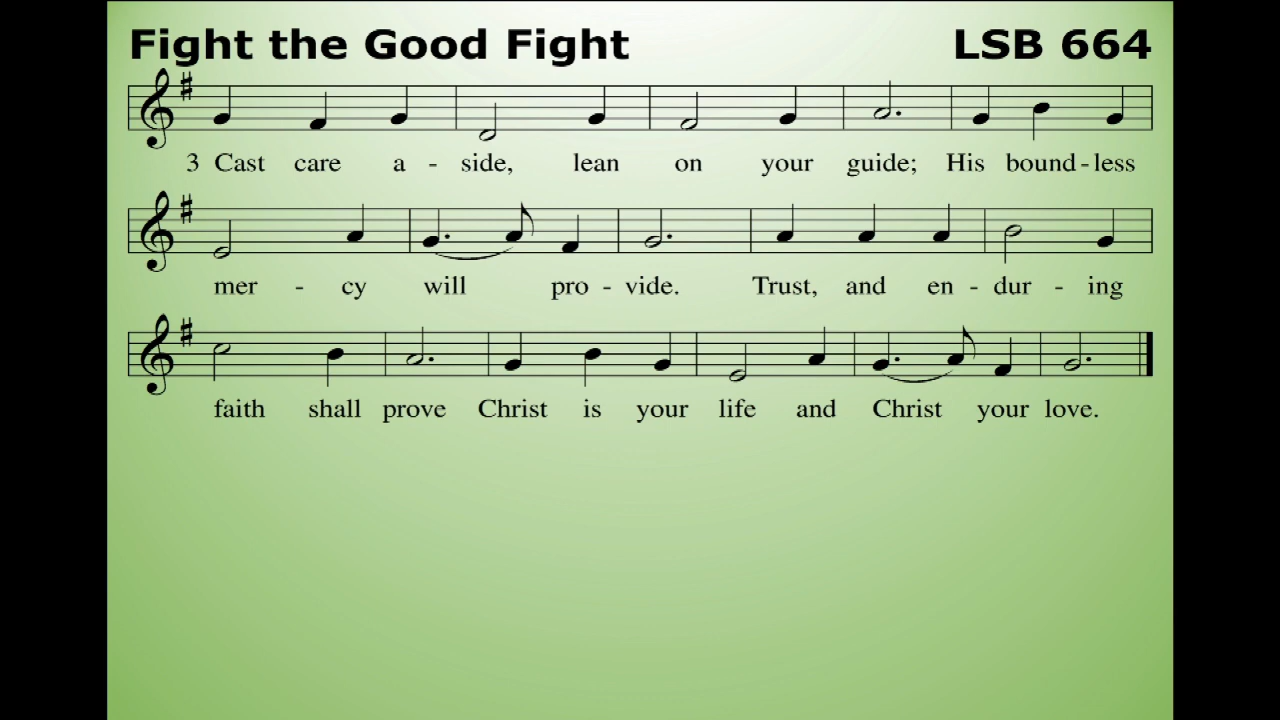 Fight the Good Fight LSB 664
3 Cast care a - side, lean on your guide; His bound - less
mer - cy will pro - vide. Trust, and en - dur - ing
faith shall prove Christ is your life and Christ your love.